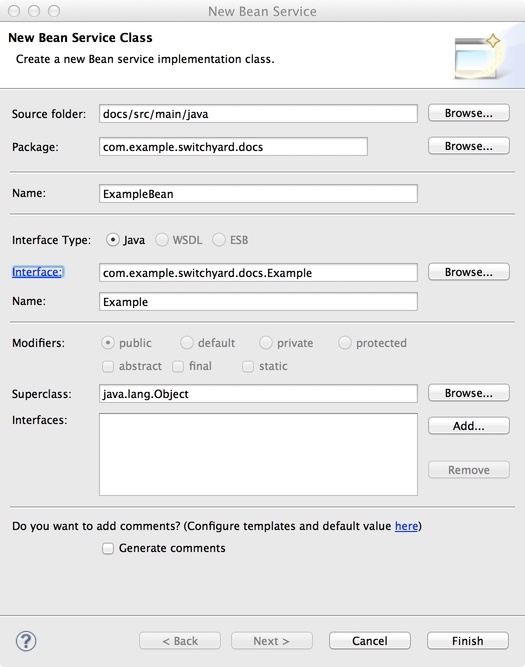 New Bean Service
New Bean Service Class
Create a new Bean service implementation class.
Source folder: docs/src/main/java Browse...
Package: com.example.switchyard.docs Browse...
Name: ExampleBean
Interface Type: Java WSDL ESB
Interface: com.example.switchyard.docs.Example Browse...
Name: Example
Modifiers: public default private protected
abstract final static
Superclass: java.lang.Object Browse...
Interfaces: Add...
Remove
Do you want to add comments? (Configure templates and default value here)
Generate comments
? < Back Next > Cancel Finish